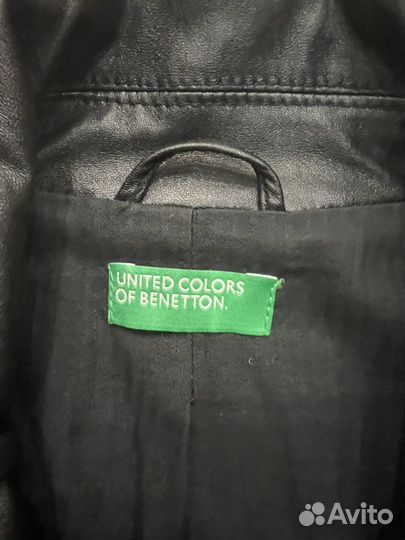 UNITED COLORS
OF BENETTON.
Avito